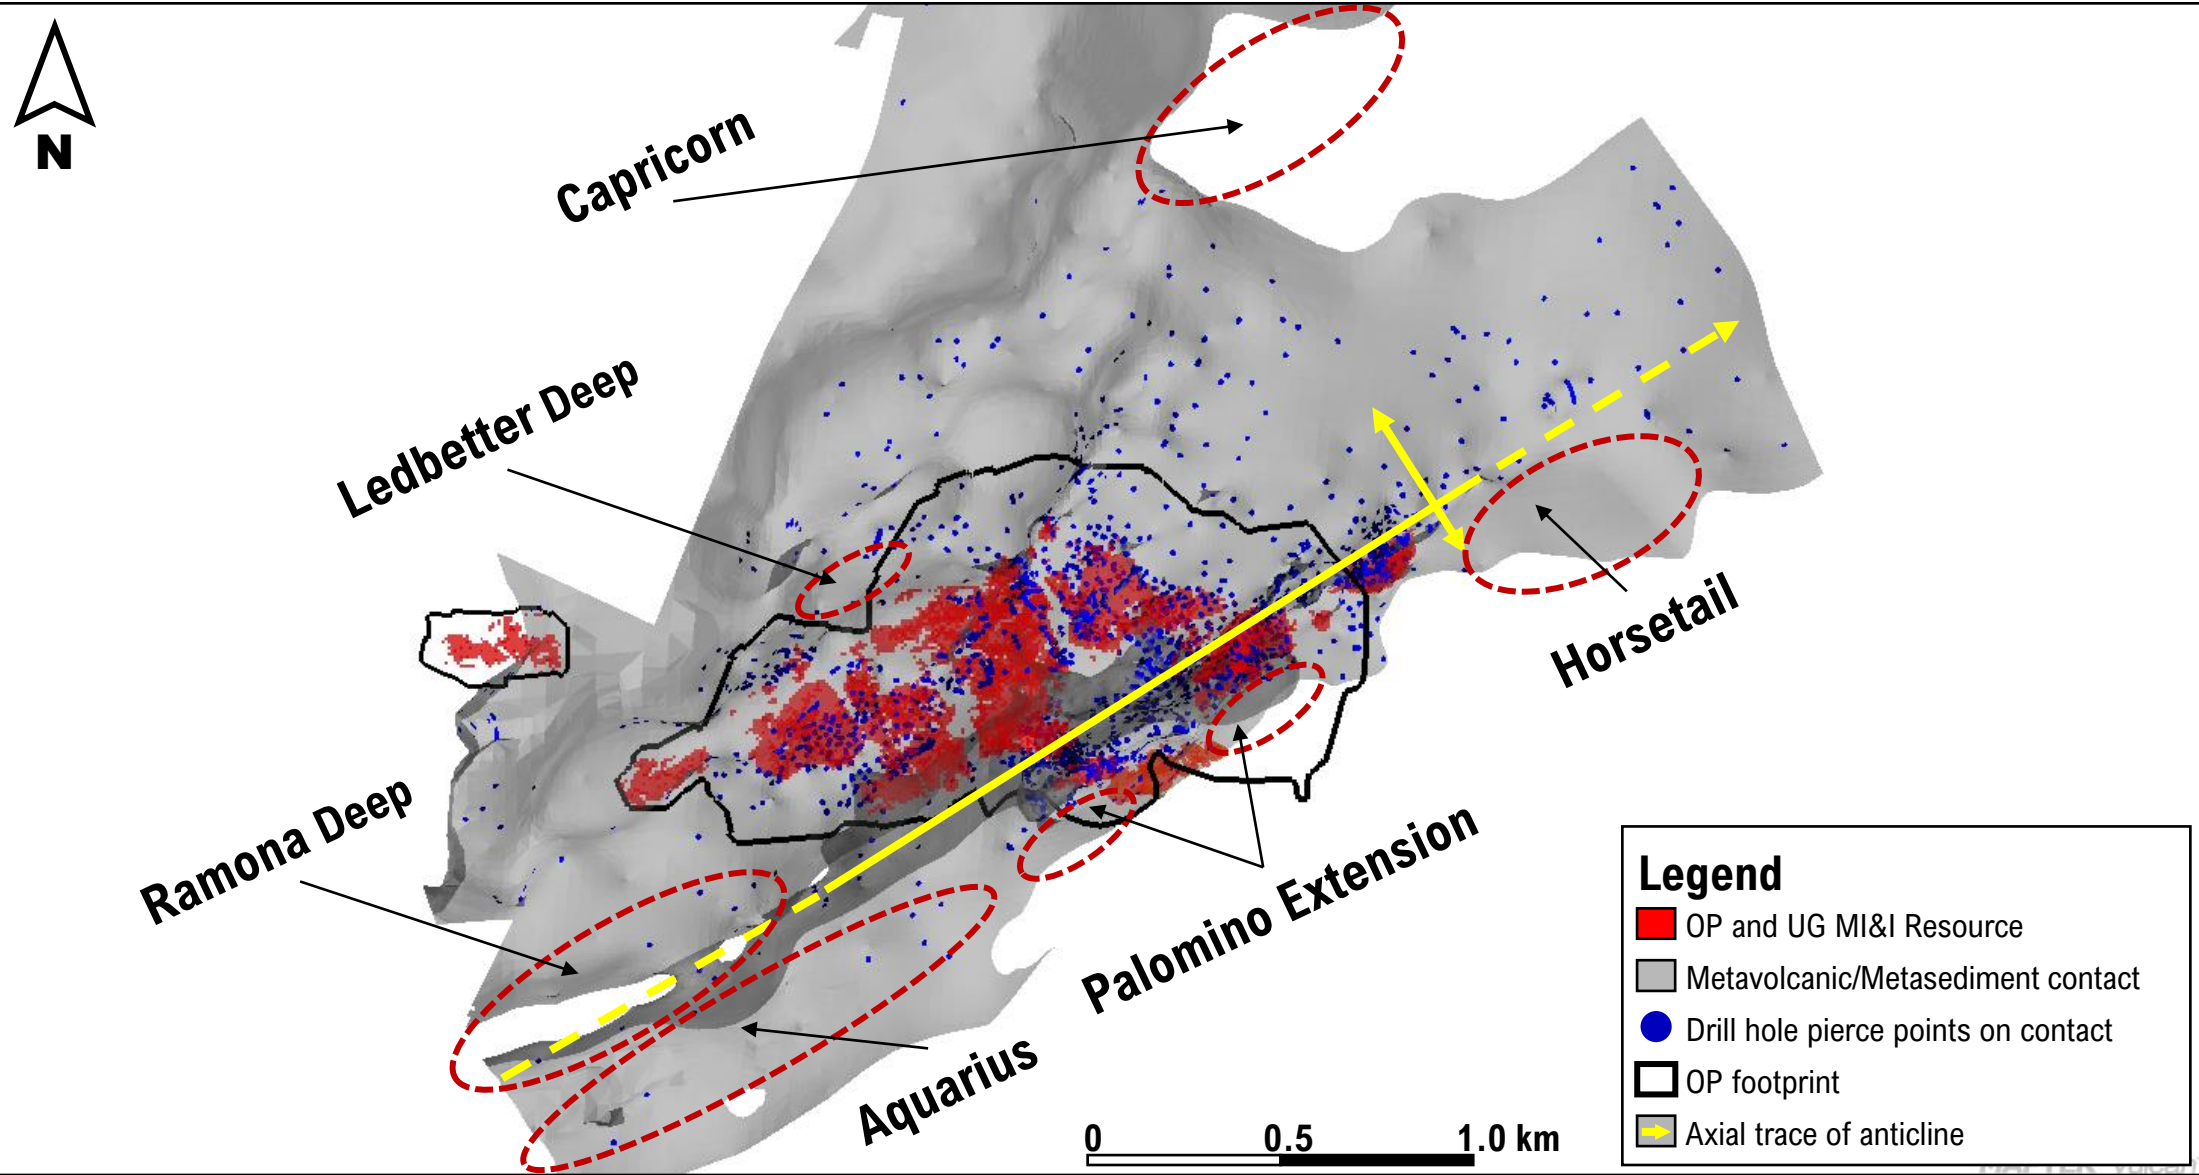 N
Capricorn
Ledbetter Deep
Horsetail
Ramona Deep
Palomino Extension
Aquarius
0 0.5 1.0 km
Legend
OP and UG MI&I Resource
Metavolcanic/Metasediment contact
Drill hole pierce points on contact
OP footprint
Axial trace of anticline